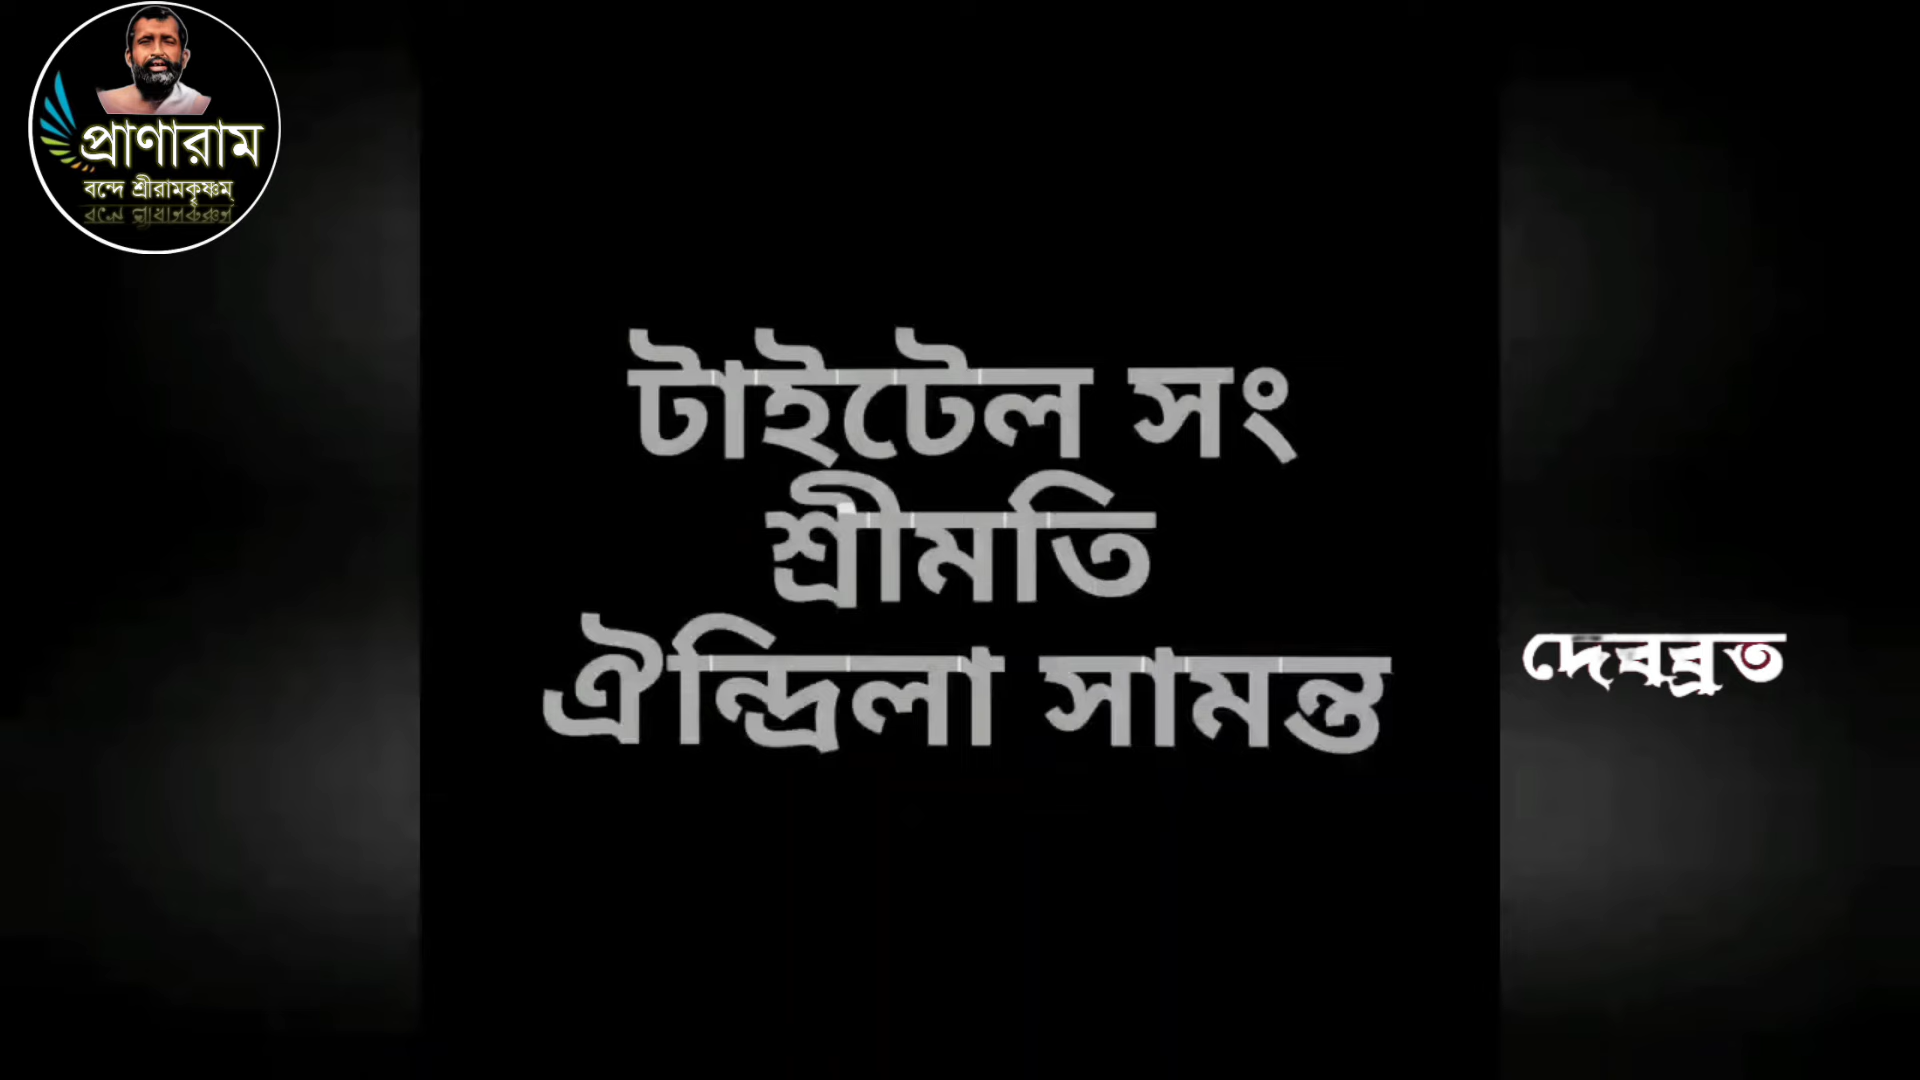 প্রাণারাম
বন্দে শ্রীরামকৃষ্ণম্
টাইটেল সং
শ্রীমতি
ঐন্দ্রিলা সামন্ত
দেবব্রত